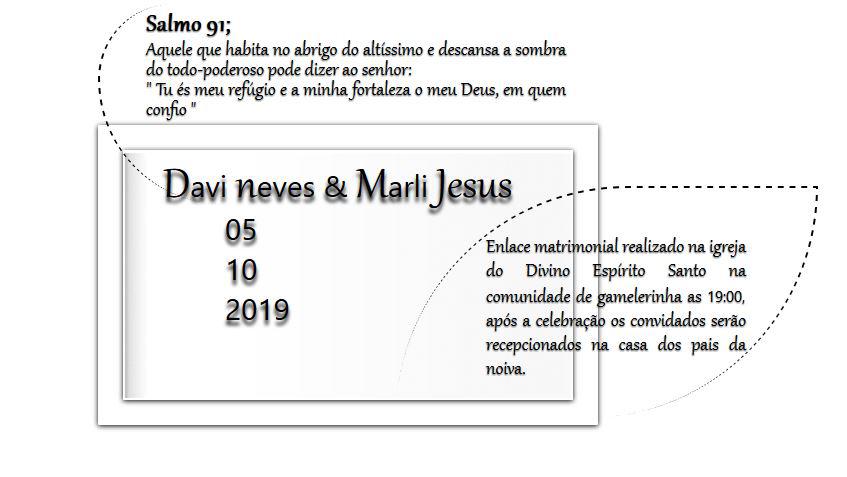 Salmo 91;
Aquele que habita no abrigo do altíssimo e descansa a sombra
do todo-poderoso pode dizer ao senhor:
" Tu és meu refúgio e a minha fortaleza o meu Deus, em quem
confio "
Davi neves & Marli Jesus
05
10
2019
Enlace matrimonial realizado na igreja
do Divino Espírito Santo na
comunidade de gamelerinha as 19:00,
após a celebração os convidados serão
recepcionados na casa dos pais da
noiva.